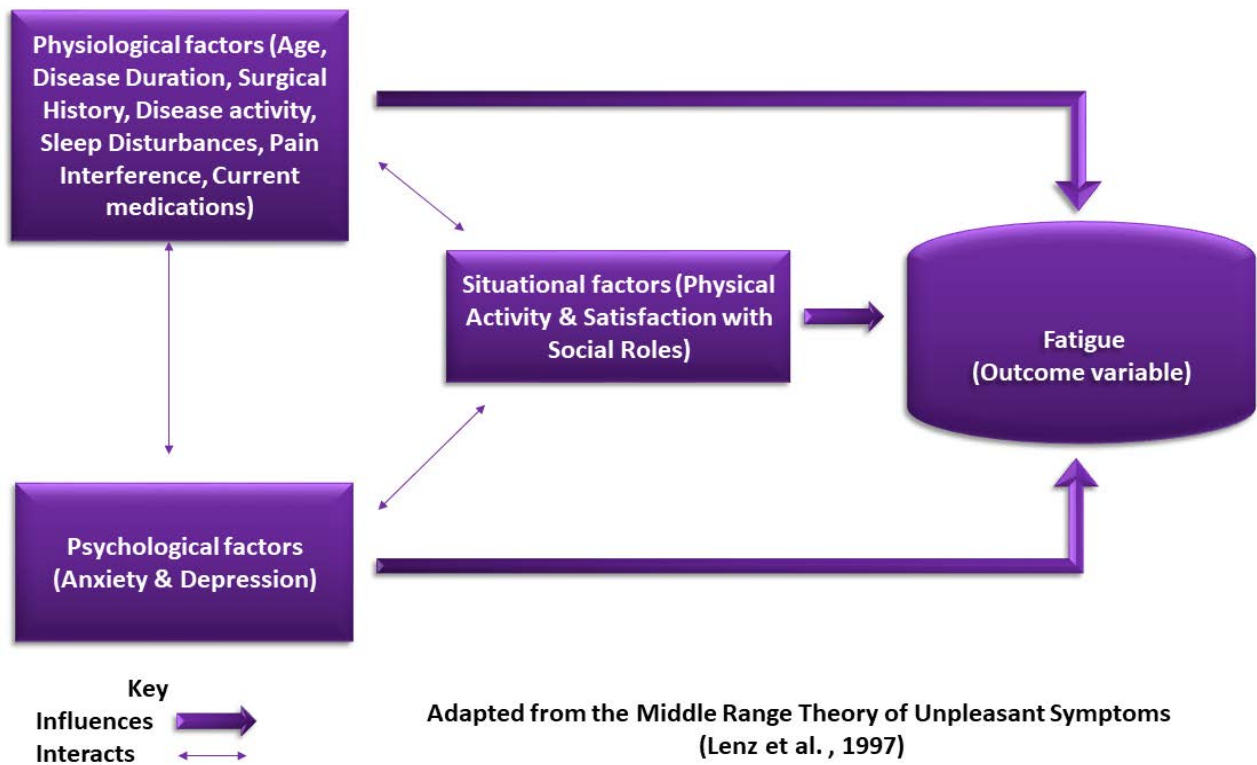 Physiological factors (Age,
Disease Duration, Surgical
History, Disease activity,
Sleep Disturbances, Pain
Interference, Current
medications)
Situational factors (Physical
Activity & Satisfaction with
Social Roles)
Fatigue
(Outcome variable)
Psychological factors
(Anxiety & Depression)
Key
Influences
Interacts
Adapted from the Middle Range Theory of Unpleasant Symptoms
(Lenz et al. , 1997)